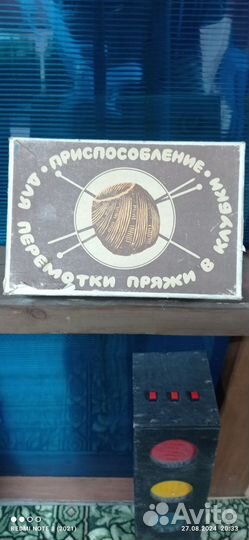 ПРИСПОСОБЛЕНИЕ • ДЛЯ ПЕРЕМОТКИ ПРЯЖИ В КЛУБКИ •
REDMI NOTE 8 (2021)
27.08.2024 20:33
Avito